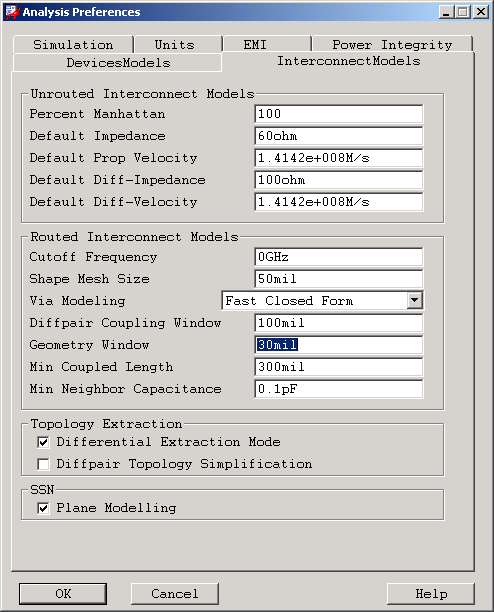 Analysis Preferences
Simulation Units EMI Power Integrity
DevicesModels InterconnectModels
Unrouted Interconnect Models
Percent Manhattan 100
Default Impedance 60ohm
Default Prop Velocity 1.4142e+008M/s
Default Diff-Impedance 100ohm
Default Diff-Velocity 1.4142e+008M/s
Routed Interconnect Models
Cutoff Frequency 0GHz
Shape Mesh Size 50mil
Via Modeling Fast Closed Form
Diffpair Coupling Window 100mil
Geometry Window 30mil
Min Coupled Length 300mil
Min Neighbor Capacitance 0.1pF
Topology Extraction
Differential Extraction Mode
Diffpair Topology Simplification
SSN
Plane Modelling
OK Cancel Help